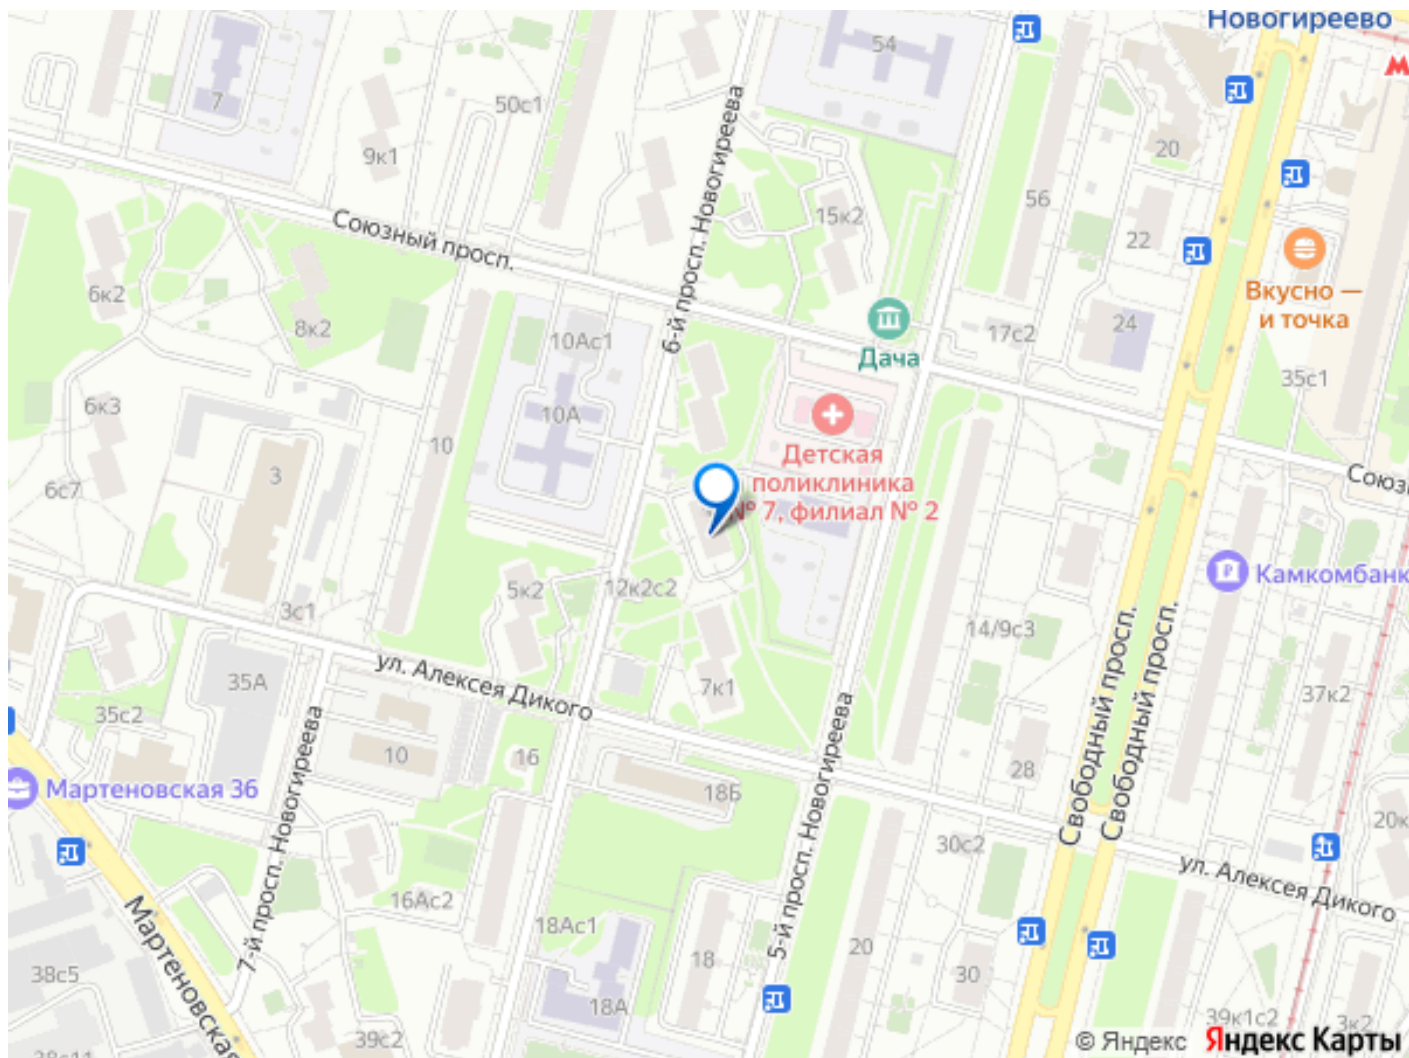 Новогиреево
54
7
50с1
9к1
20
6-й просп. Новогиреева
15к2
56
22
Союзный просп.
Вкусно —
и точка
6к2
8к2
10Ас1
Дача
17с2
24
35с1
6к3
10А
10
3
Детская
поликлиника
№ 7, филиал № 2
6с7
Союз
5к2
12к2с2
Камкомбанк
3с1
14/9с3
ул. Алексея Дикого
7к1
35А
37к2
35с2
Свободный просп.
Свободный просп.
7-й просп. Новогиреева
5-й просп. Новогиреева
10
16
28
18Б
Мартеновская 36
20к
30с2
ул. Алексея Дикого
16Ас2
18Ас1
Мартеновская
38с5
18
20
30
18А
39к1с2
3к2
39с2
38с11
© Яндекс Яндекс Карты